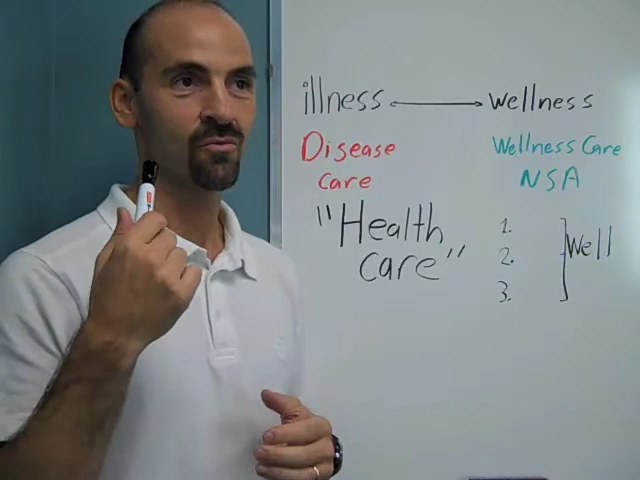 illness ⟷ wellness
Disease Wellness Care
care NSA
"Health
care"
1.
2. Well
3.